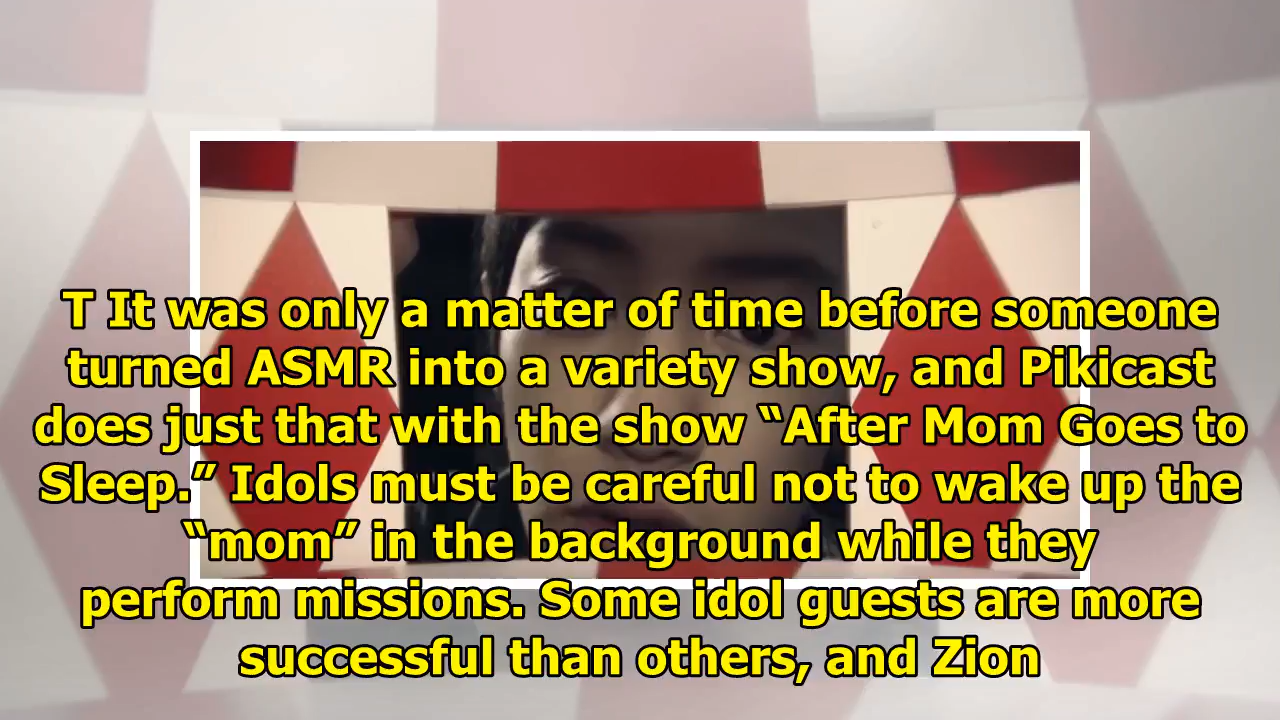 T It was only a matter of time before someone
turned ASMR into a variety show, and Pikicast
does just that with the show “After Mom Goes to
Sleep.” Idols must be careful not to wake up the
“mom” in the background while they
perform missions. Some idol guests are more
successful than others, and Zion